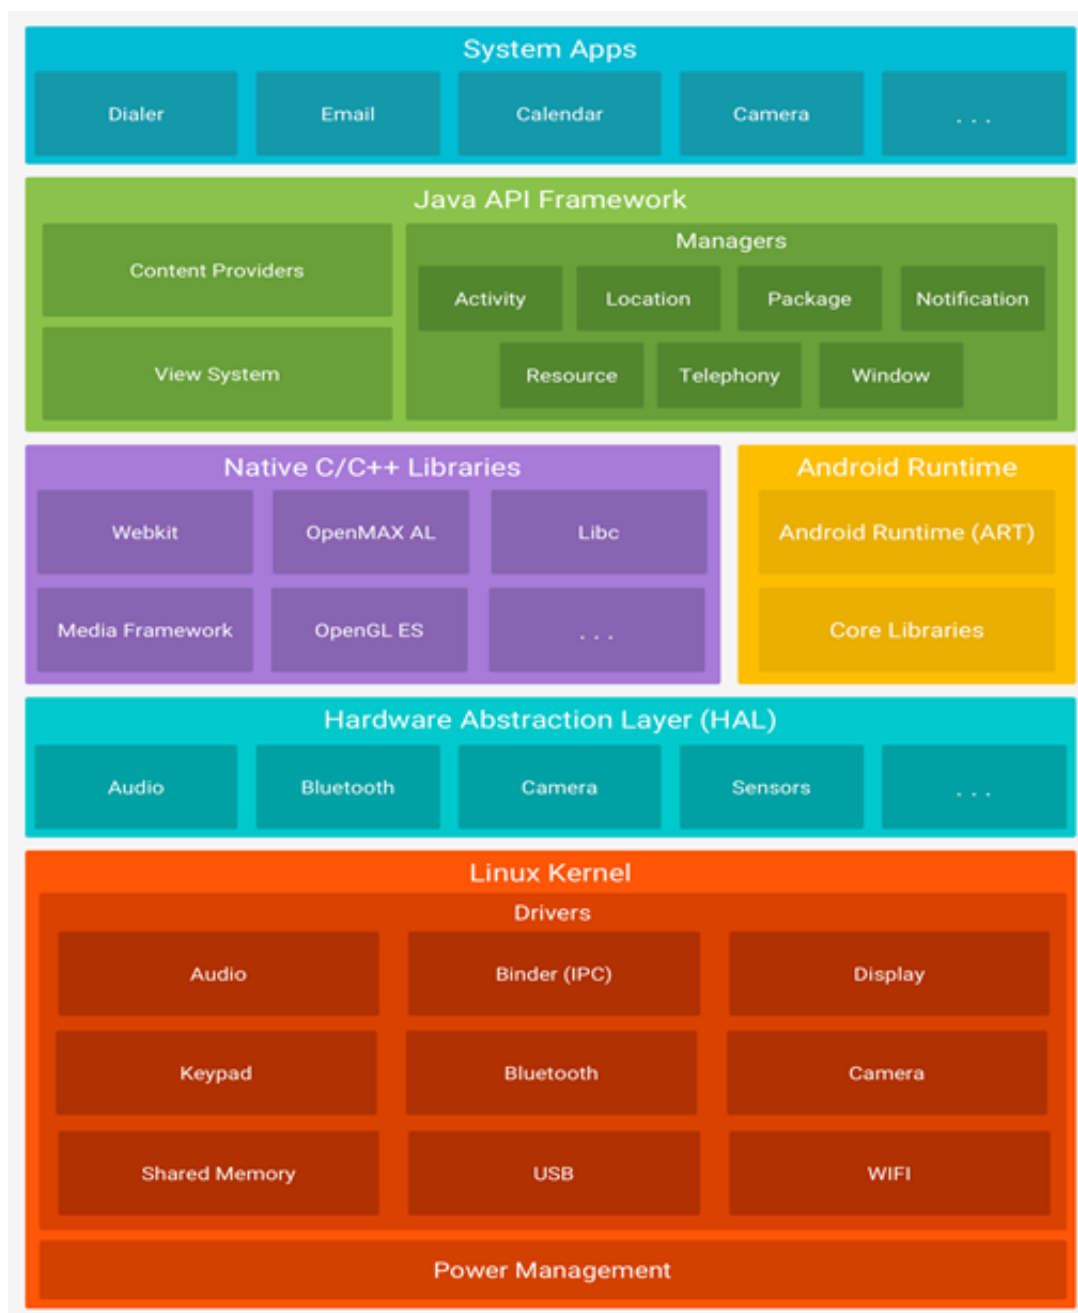 System Apps
Dialer
Email
Calendar
Camera
. . .
Java API Framework
Content Providers
View System
Managers
Activity
Location
Package
Notification
Resource
Telephony
Window
Native C/C++ Libraries
Webkit
OpenMAX AL
Libc
Media Framework
OpenGL ES
. . .
Android Runtime
Android Runtime (ART)
Core Libraries
Hardware Abstraction Layer (HAL)
Audio
Bluetooth
Camera
Sensors
. . .
Linux Kernel
Drivers
Audio
Binder (IPC)
Display
Keypad
Bluetooth
Camera
Shared Memory
USB
WIFI
Power Management